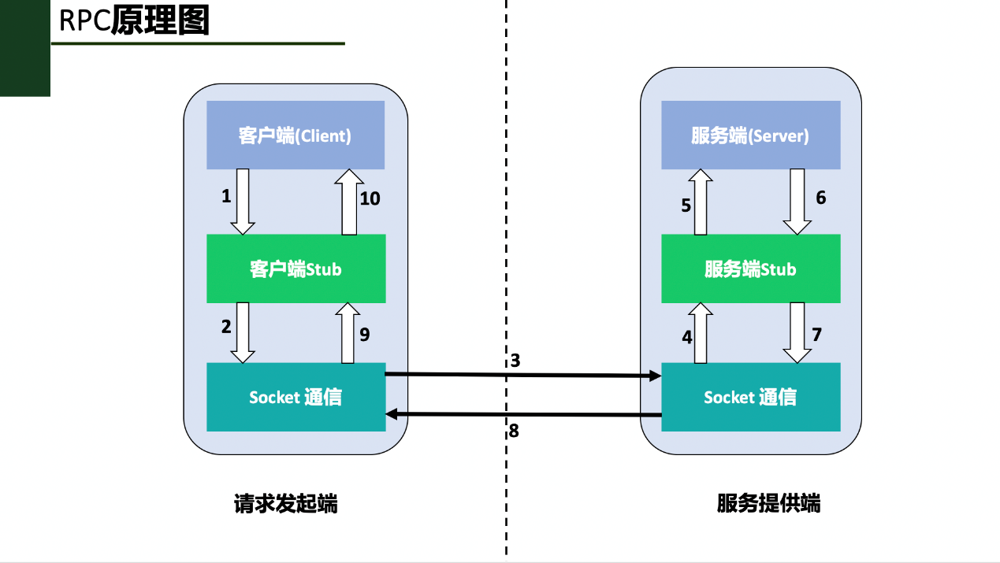 RPC原理图
客户端(Client)
服务端(Server)
1
10
5
6
客户端Stub
服务端Stub
2
9
4
7
3
Socket 通信
Socket 通信
8
请求发起端
服务提供端